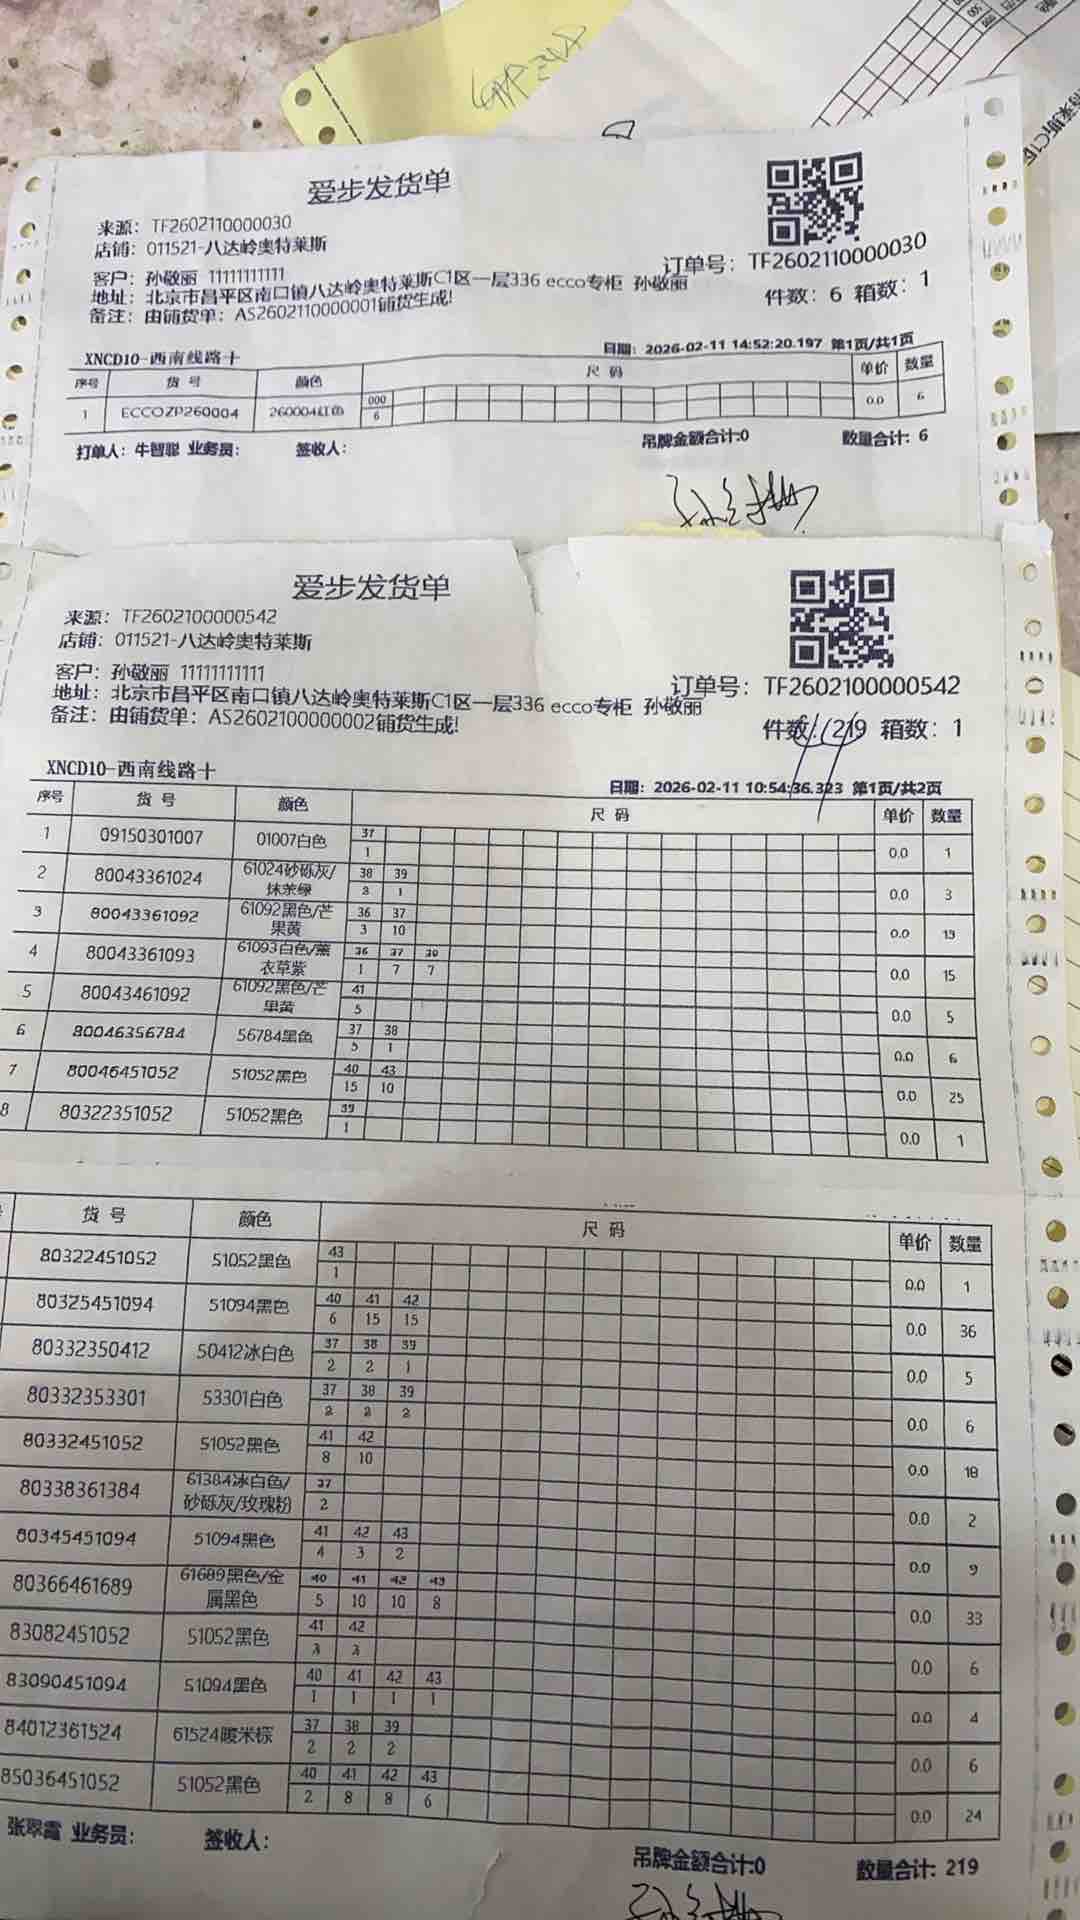 爱步发货单
来源：TF2602110000030
店铺：011521-八达岭奥特莱斯
订单号：TF2602110000030
客户：孙敬丽 11111111111
地址：北京市昌平区南口镇八达岭奥特莱斯C1区一层336 ecco专柜 孙敬丽
件数：6 箱数：1
备注：由铺货单：AS2602110000001铺货生成!
XNCD10-西南线路十
日期：2026-02-11 14:52:20.197 第1页/共1页
序号 货号 颜色 尺码 单价 数量
000
1 ECCOZP260004 260004红色 6 0.0 6
打单人：牛智聪 业务员： 签收人： 吊牌金额合计:0 数量合计：6
爱步发货单
来源：TF2602100000542
店铺：011521-八达岭奥特莱斯
订单号：TF2602100000542
客户：孙敬丽 11111111111
地址：北京市昌平区南口镇八达岭奥特莱斯C1区一层336 ecco专柜 孙敬丽
件数：219 箱数：1
备注：由铺货单：AS2602100000002铺货生成!
XNCD10-西南线路十
日期：2026-02-11 10:54:36.323 第1页/共2页
序号 货号 颜色 尺码 单价 数量
37
1 09150301007 01007白色 1 0.0 1
38 39
2 80043361024 61024砂砾灰/抹茶绿 1 0.0 3
36 37
3 80043361092 61092黑色/芒果黄 3 10 0.0 13
36 37
4 80043361093 61093白色/薰衣草紫 1 7 7 0.0 15
41
5 80043461092 61092黑色/芒果黄 5 0.0 5
37 38
6 80046356784 56784黑色 5 1 0.0 6
40 43
7 80046451052 51052黑色 15 10 0.0 25
39
8 80322351052 51052黑色 1 0.0 1
货号 颜色 尺码 单价 数量
43
80322451052 51052黑色 1 0.0 1
40 41 42
80325451094 51094黑色 6 15 15 0.0 36
37 38 39
80332350412 50412冰白色 2 2 1 0.0 5
37 38 39
80332353301 53301白色 2 2 2 0.0 6
41 42
80332451052 51052黑色 8 10 0.0 18
37
80338361384 61384冰白色/砂砾灰/玫瑰粉 2 0.0 2
41 42 43
80345451094 51094黑色 4 3 2 0.0 9
40 41 42 43
80366461689 61689黑色/金属黑色 5 10 10 8 0.0 33
41 42
83082451052 51052黑色 3 3 0.0 6
40 41 42 43
83090451094 51094黑色 1 1 1 1 0.0 4
37 38 39
84012361524 61524暖米棕 2 2 2 0.0 6
40 41 42 43
85036451052 51052黑色 2 8 8 6 0.0 24
张翠霞 业务员： 签收人： 吊牌金额合计:0 数量合计：219